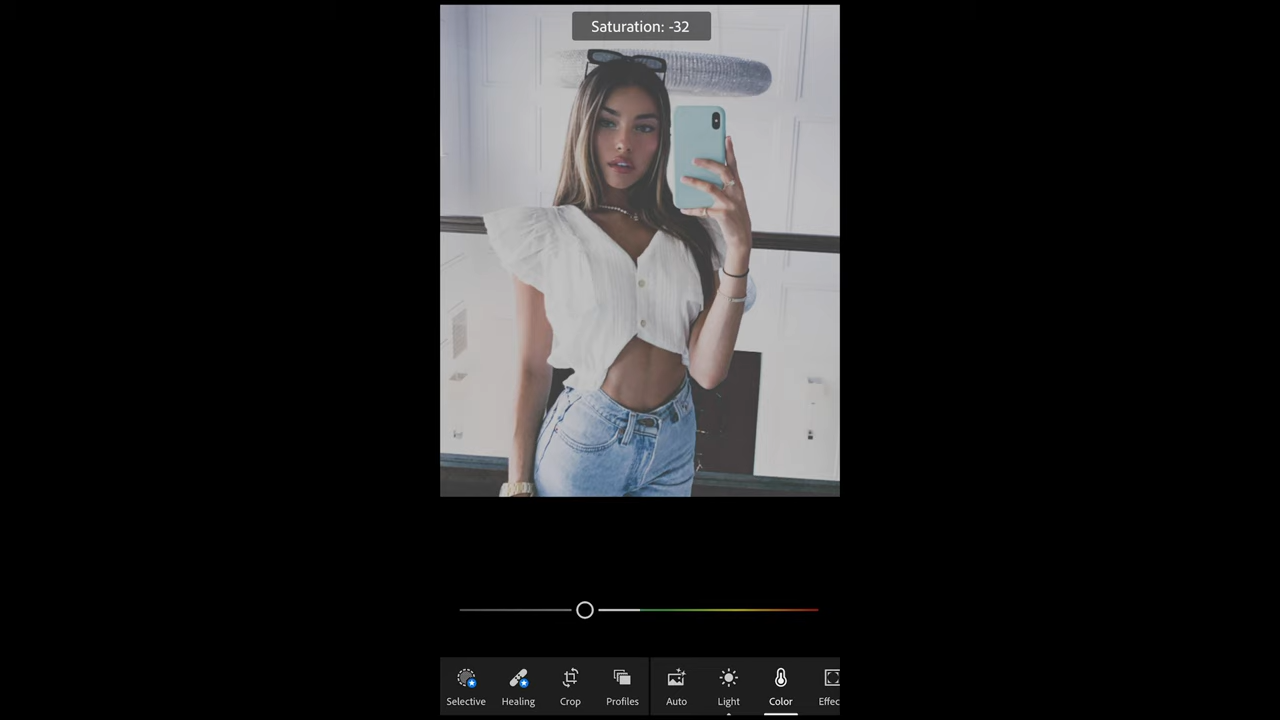 Saturation: -32
Selective
Healing
Crop
Profiles
Auto
Light
Color
Effec